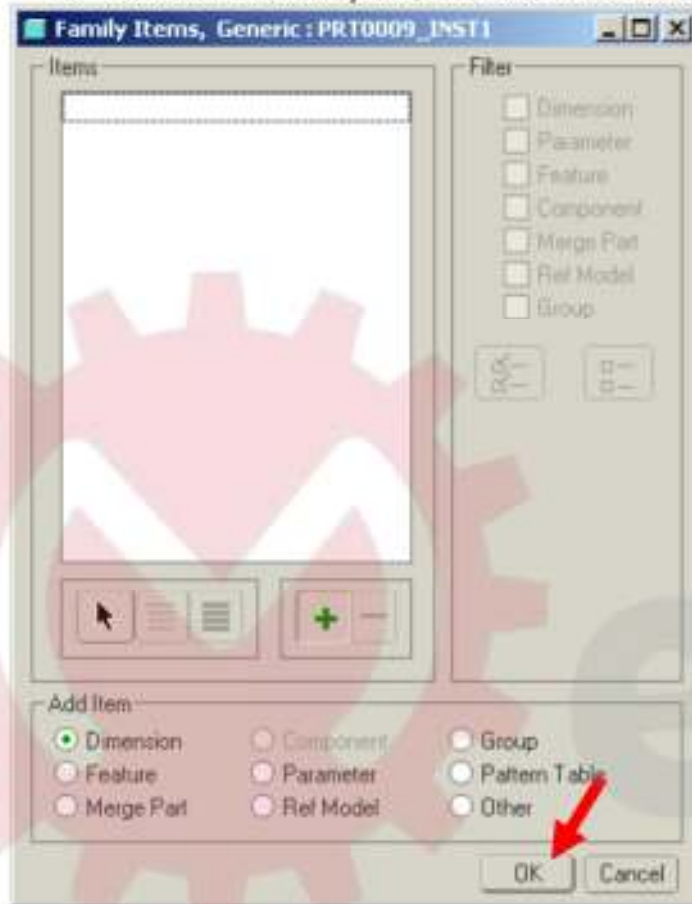 Family Items, Generic : PRT0009_INST1
Items
Filter
Dimension
Parameter
Feature
Component
Merge Part
Ref Model
Group
Add Item
Dimension
Component
Group
Feature
Parameter
Pattern Table
Merge Part
Ref Model
Other
OK
Cancel